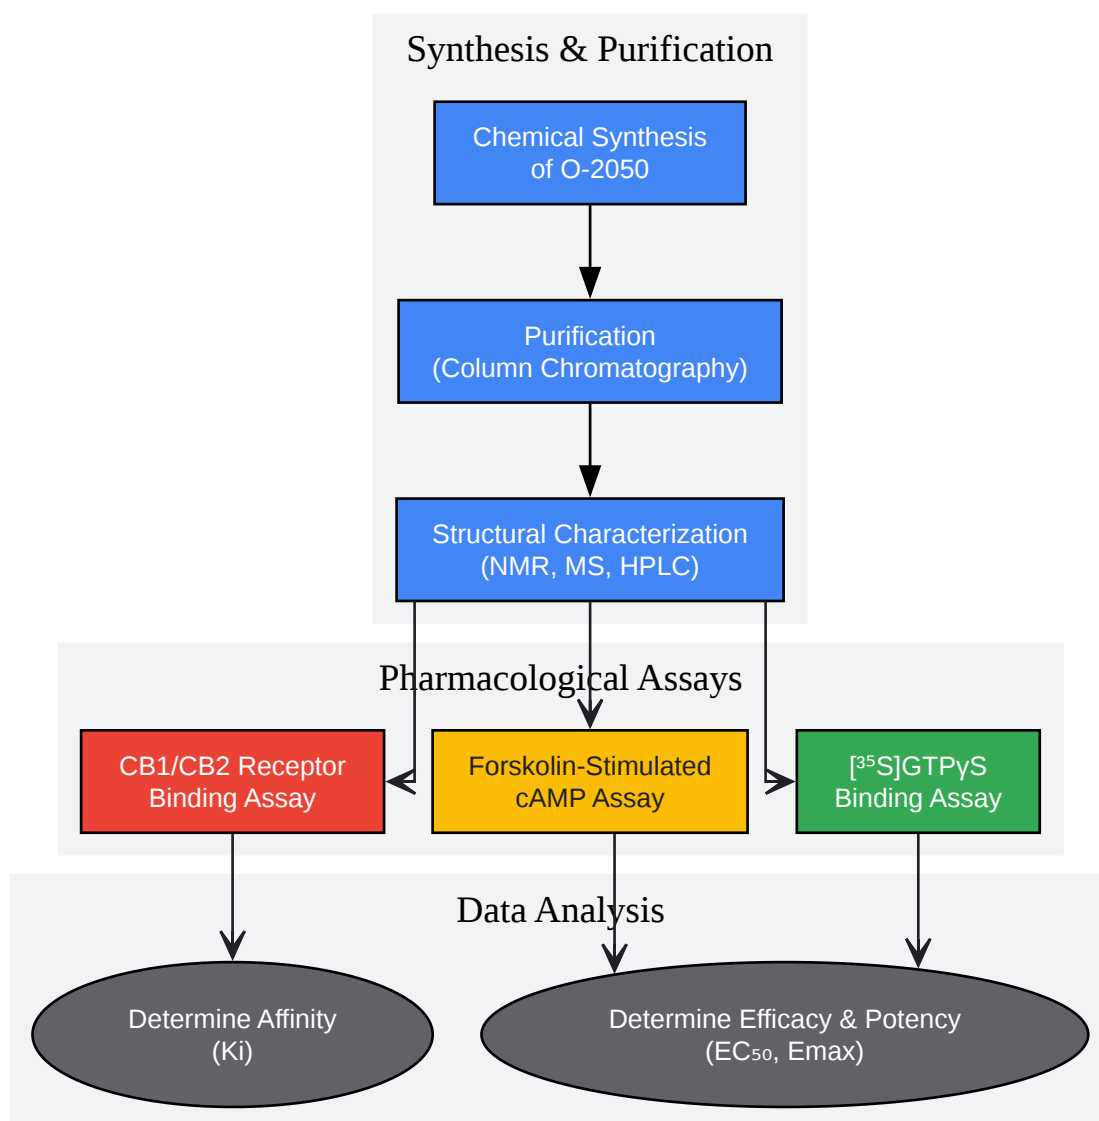 Synthesis & Purification
Chemical Synthesis
of O-2050
Purification
(Column Chromatography)
Structural Characterization
(NMR, MS, HPLC)
Pharmacological Assays
CB1/CB2 Receptor
Binding Assay
Forskolin-Stimulated
cAMP Assay
[³⁵S]GTPγS
Binding Assay
Data Analysis
Determine Affinity
(Ki)
Determine Efficacy & Potency
(EC₅₀, Emax)